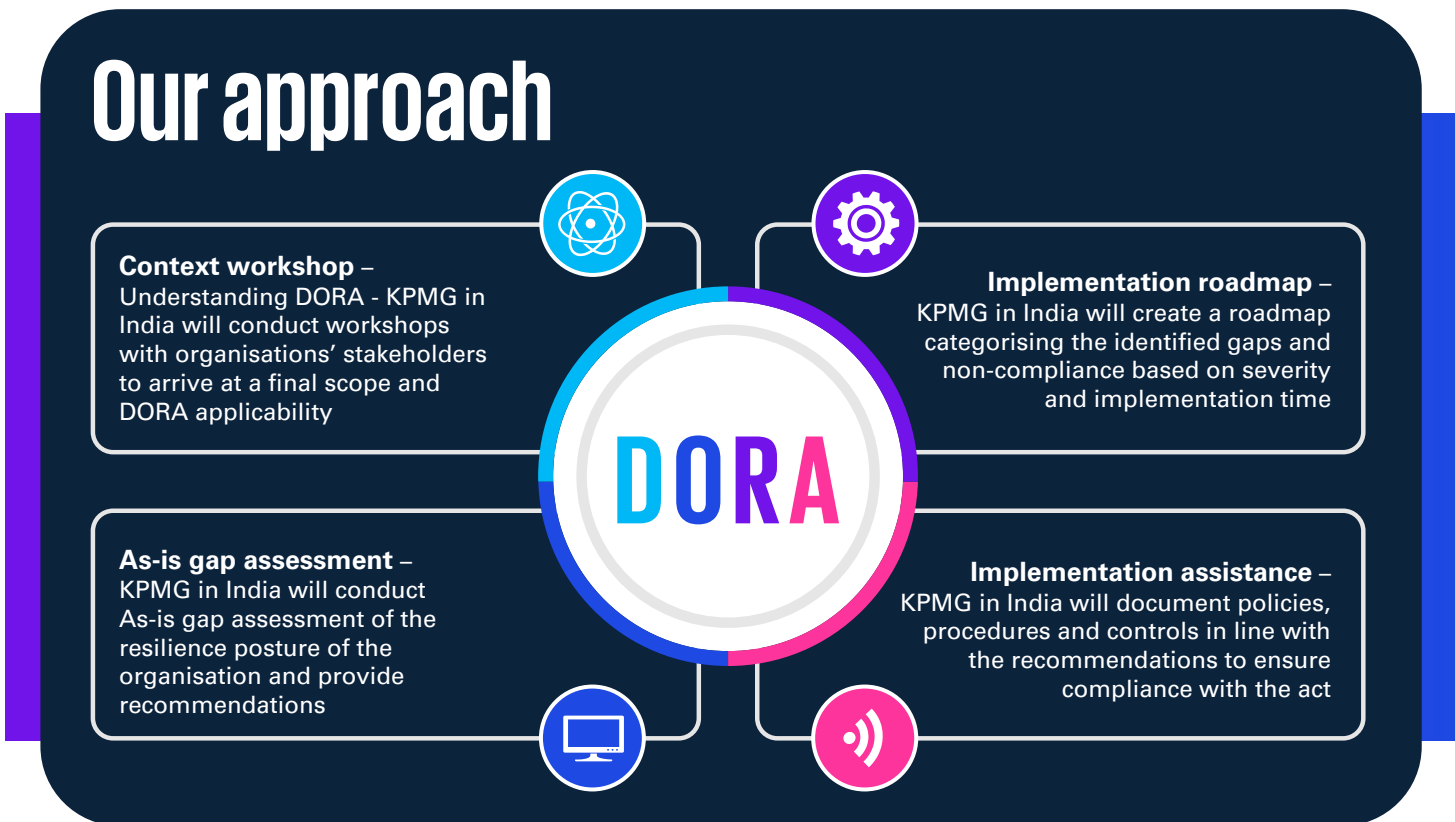 Our approach
Context workshop –
Understanding DORA - KPMG in
India will conduct workshops
with organisations’ stakeholders
to arrive at a final scope and
DORA applicability
As-is gap assessment –
KPMG in India will conduct
As-is gap assessment of the
resilience posture of the
organisation and provide
recommendations
DORA
Implementation roadmap –
KPMG in India will create a roadmap
categorising the identified gaps and
non-compliance based on severity
and implementation time
Implementation assistance –
KPMG in India will document policies,
procedures and controls in line with
the recommendations to ensure
compliance with the act